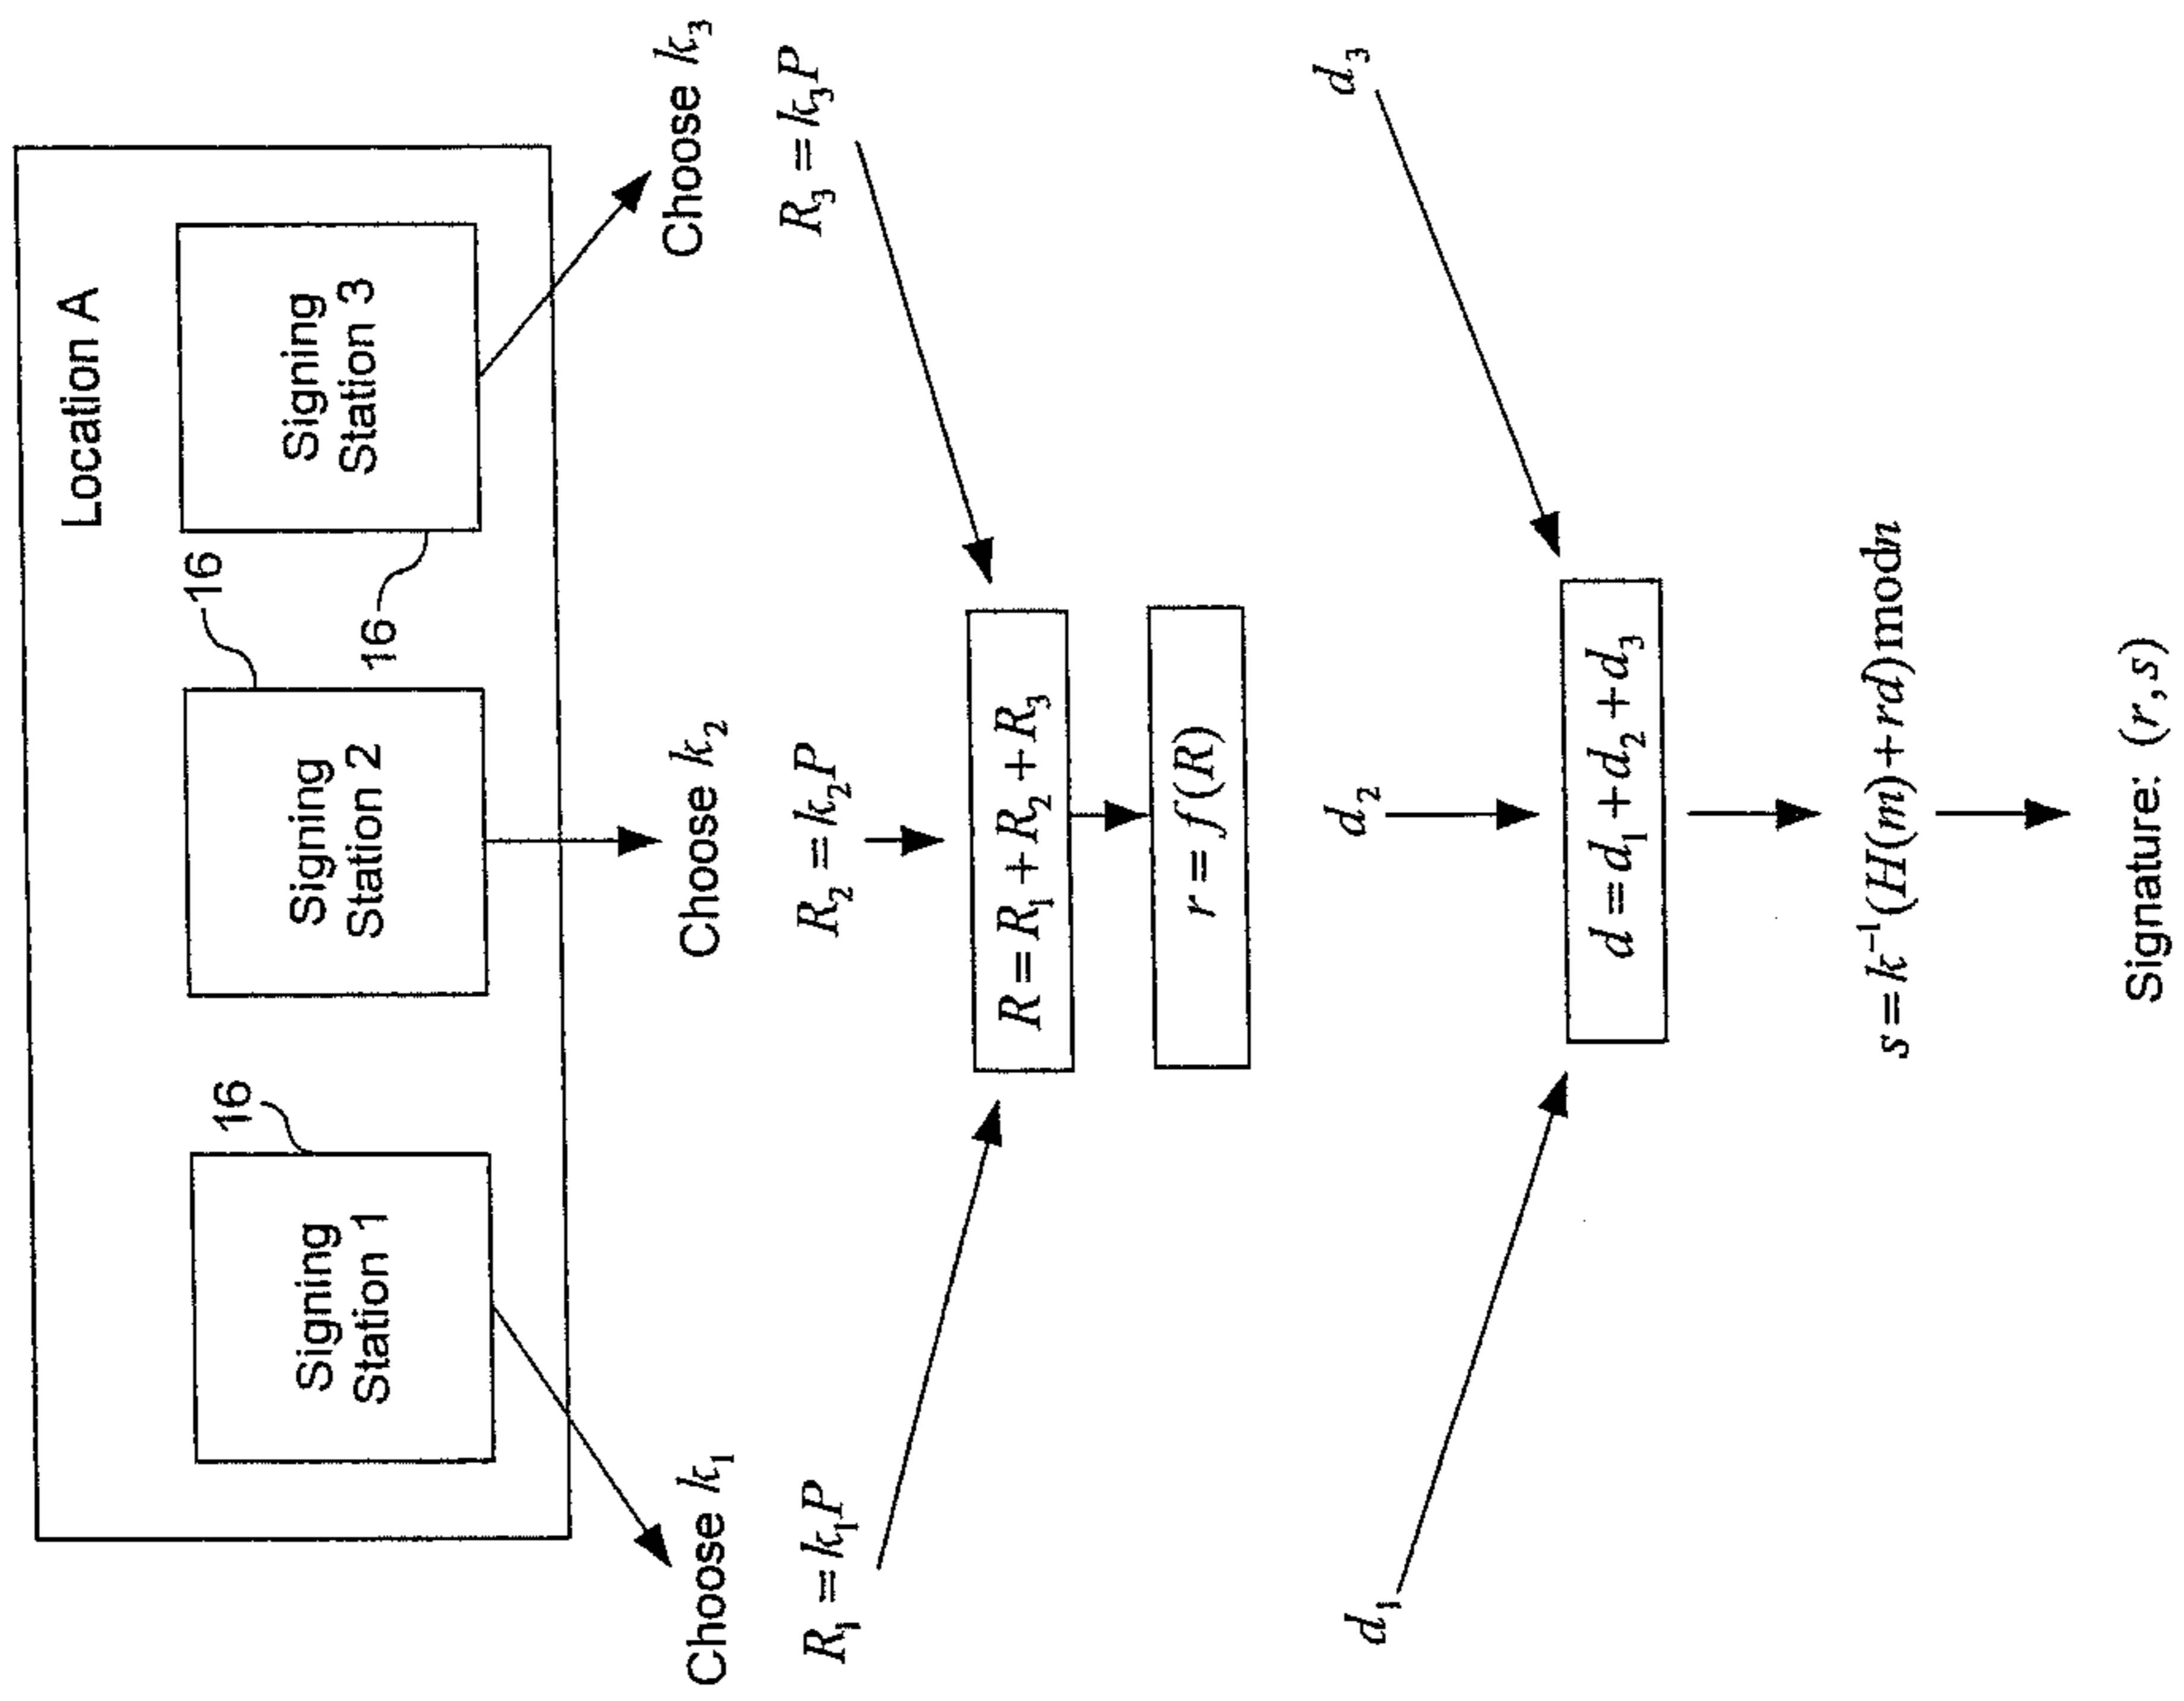 Location A
16
16
16
Signing
Station 1
Signing
Station 2
Signing
Station 3
Choose k₁
Choose k₂
Choose k₃
R₁ = k₁P
R₂ = k₂P
R₃ = k₃P
R = R₁ + R₂ + R₃
r = f(R)
d₁
d₂
d₃
d = d₁ + d₂ + d₃
s = k⁻¹(H(m) + rd) mod n
Signature: (r, s)